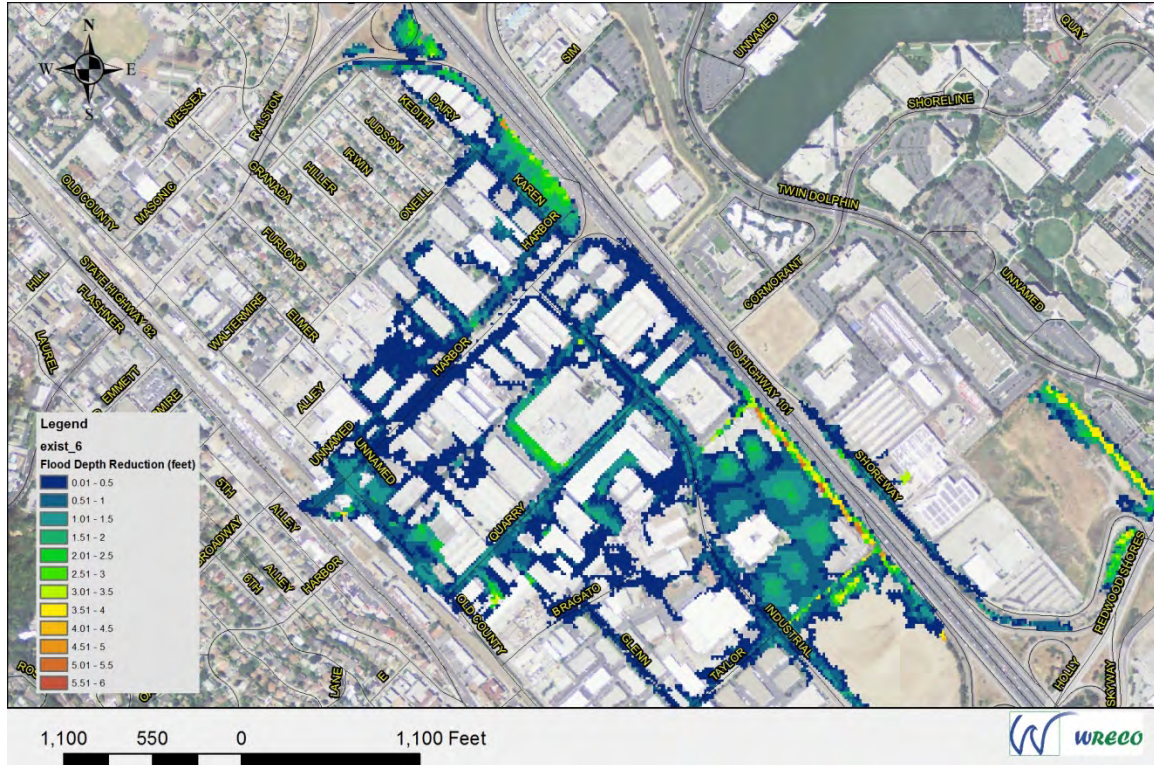 N
W E
S
WESSEX
RALSTON
KEDITH
DAIRY
SIM
UNNAMED
QUAY
SHORELINE
OLD COUNTY
MASONIC
GRANADA
HILLER
IRWIN
JUDSON
ONEILL
KAREN
HARBOR
TWIN DOLPHIN
UNNAMED
CORMORANT
FURLONG
HILL
STATE HIGHWAY 82
FLASHNER
WALTERMIRE
ELMER
HARBOR
US HIGHWAY 101
LAUREL
EMMETT
MIRE
ALLEY
UNNAMED
UNNAMED
SHOREWAY
5TH
ALLEY
BROADWAY
6TH
ALLEY
HARBOR
QUARRY
OLD COUNTY
BRAGATO
GLENN
TAYLOR
INDUSTRIAL
REDWOOD SHORES
HOLLY
SKYWAY
LANE
E
Legend
exist_6
Flood Depth Reduction (feet)
0.01 - 0.5
0.51 - 1
1.01 - 1.5
1.51 - 2
2.01 - 2.5
2.51 - 3
3.01 - 3.5
3.51 - 4
4.01 - 4.5
4.51 - 5
5.01 - 5.5
5.51 - 6
1,100 550 0 1,100 Feet
WRECO